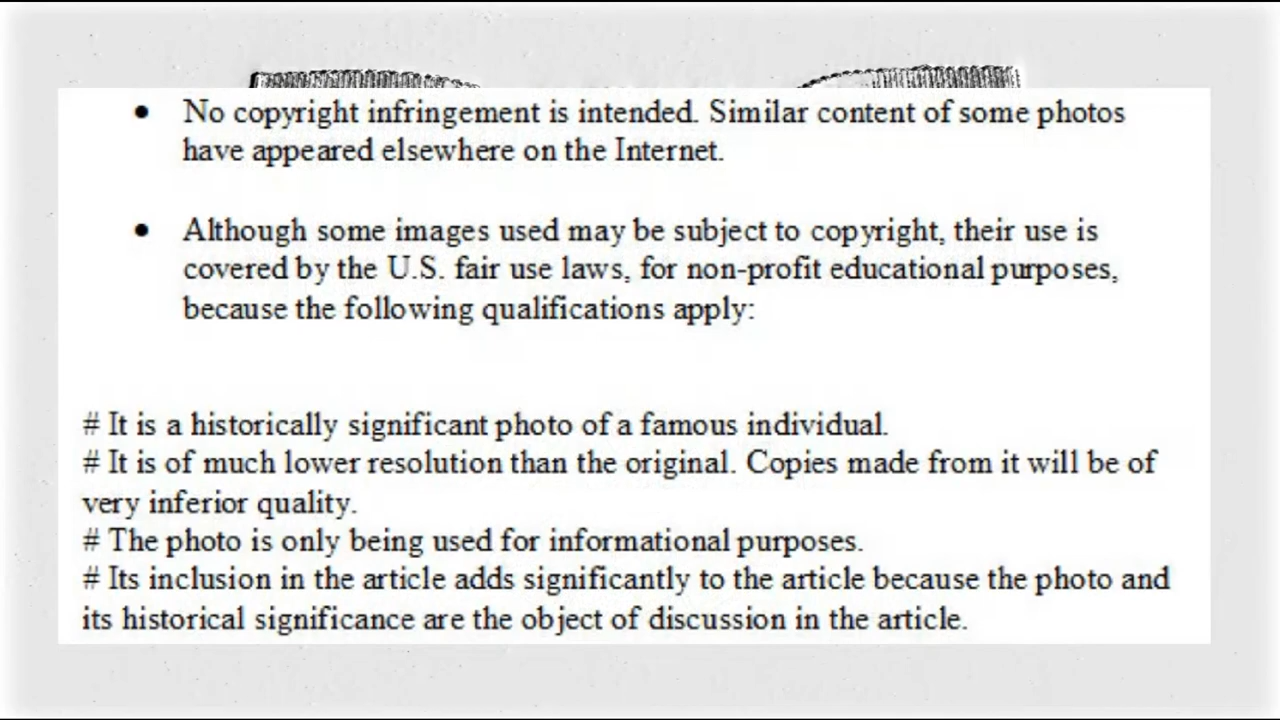 • No copyright infringement is intended. Similar content of some photos
have appeared elsewhere on the Internet.
• Although some images used may be subject to copyright, their use is
covered by the U.S. fair use laws, for non-profit educational purposes,
because the following qualifications apply:
# It is a historically significant photo of a famous individual.
# It is of much lower resolution than the original. Copies made from it will be of
very inferior quality.
# The photo is only being used for informational purposes.
# Its inclusion in the article adds significantly to the article because the photo and
its historical significance are the object of discussion in the article.